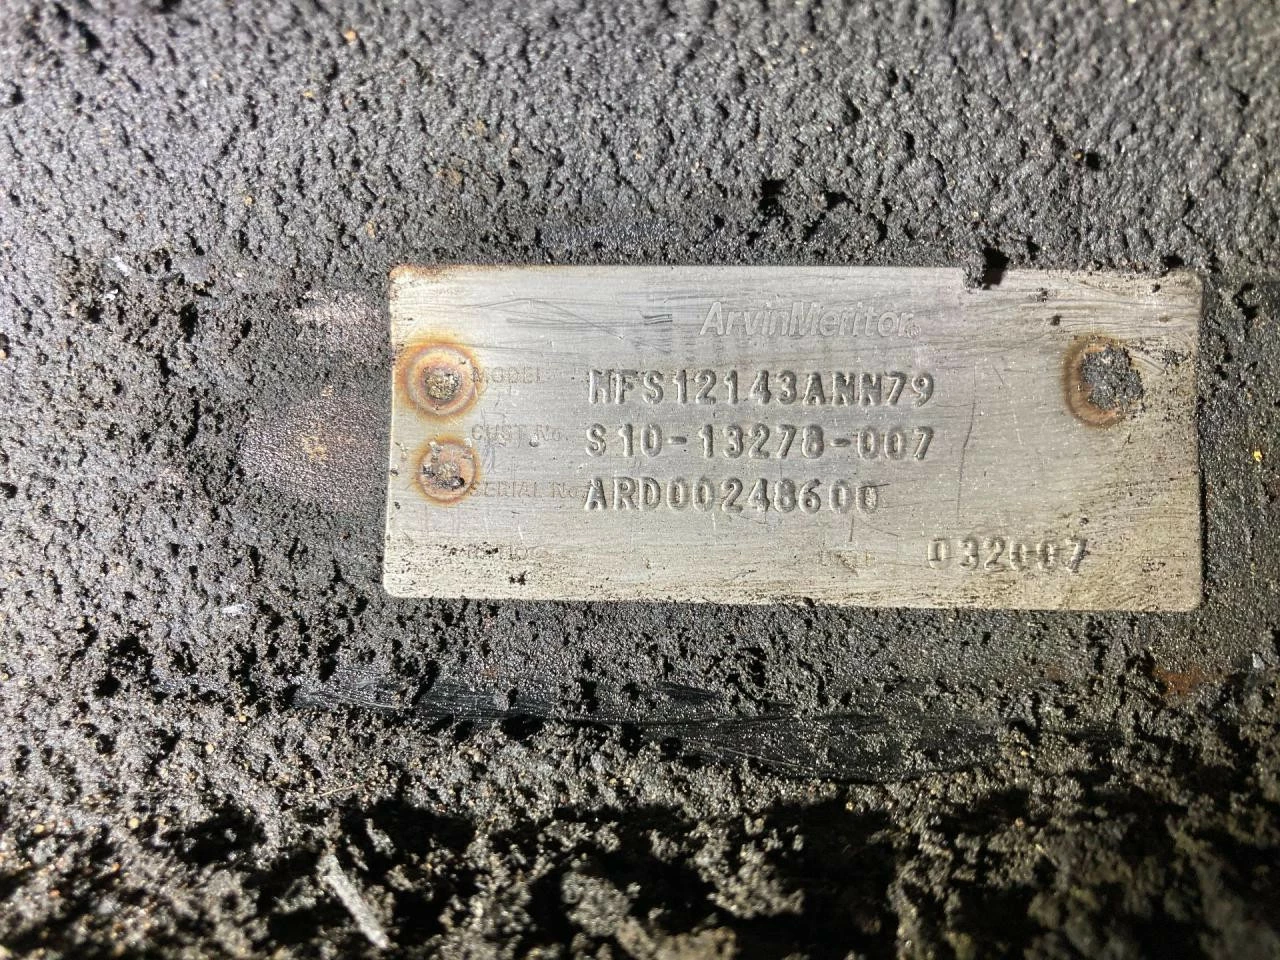 ArvinMeritor®
MODEL MFS12143ANN79
CUST No. S10-13278-007
SERIAL No. ARD00248600
032007